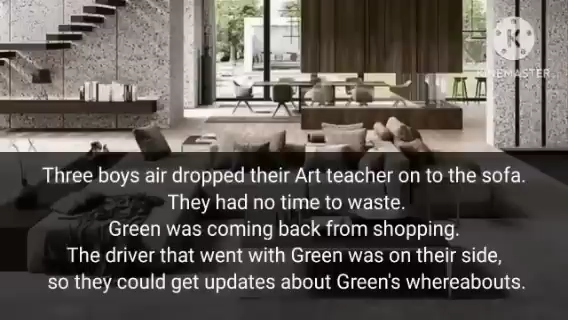 KINEMASTER
Three boys air dropped their Art teacher on to the sofa.
They had no time to waste.
Green was coming back from shopping.
The driver that went with Green was on their side,
so they could get updates about Green's whereabouts.